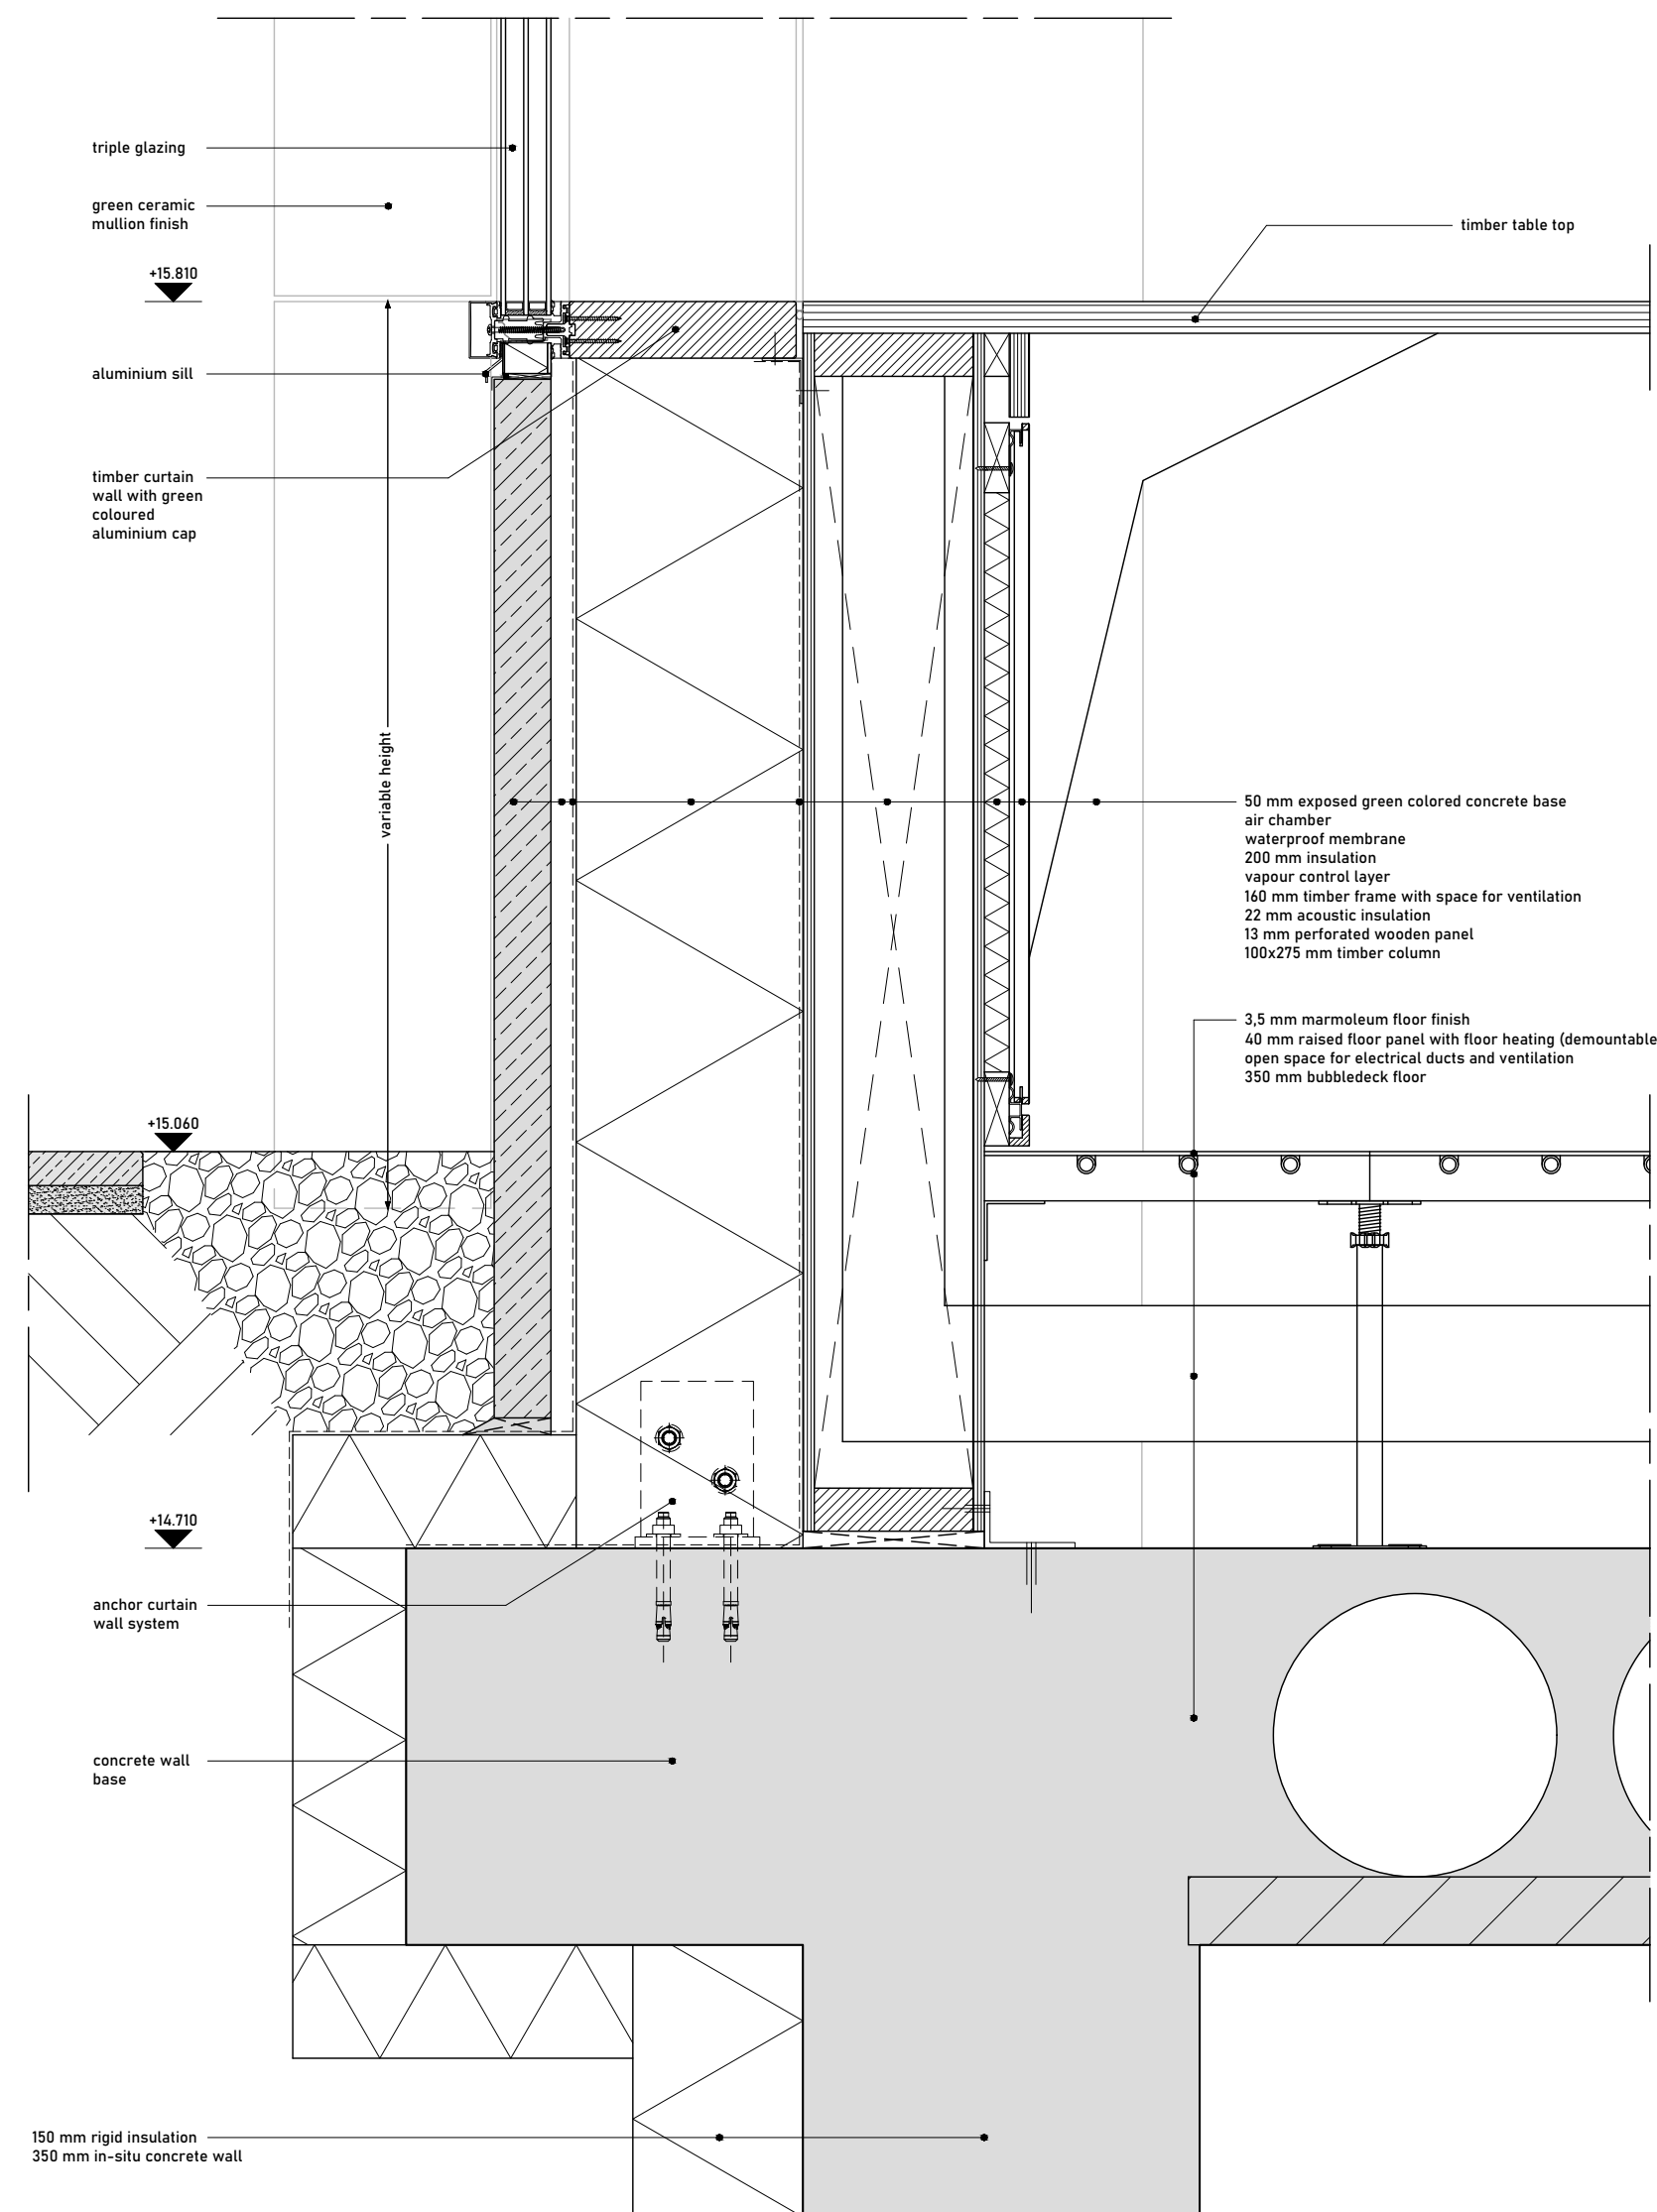 triple glazing
green ceramic
mullion finish
timber table top
+15.810
aluminium sill
timber curtain
wall with green
coloured
aluminium cap
variable height
50 mm exposed green colored concrete base
air chamber
waterproof membrane
200 mm insulation
vapour control layer
160 mm timber frame with space for ventilation
22 mm acoustic insulation
13 mm perforated wooden panel
100x275 mm timber column
3,5 mm marmoleum floor finish
40 mm raised floor panel with floor heating (demountable
open space for electrical ducts and ventilation
350 mm bubbledeck floor
+15.060
+14.710
anchor curtain
wall system
concrete wall
base
150 mm rigid insulation
350 mm in-situ concrete wall